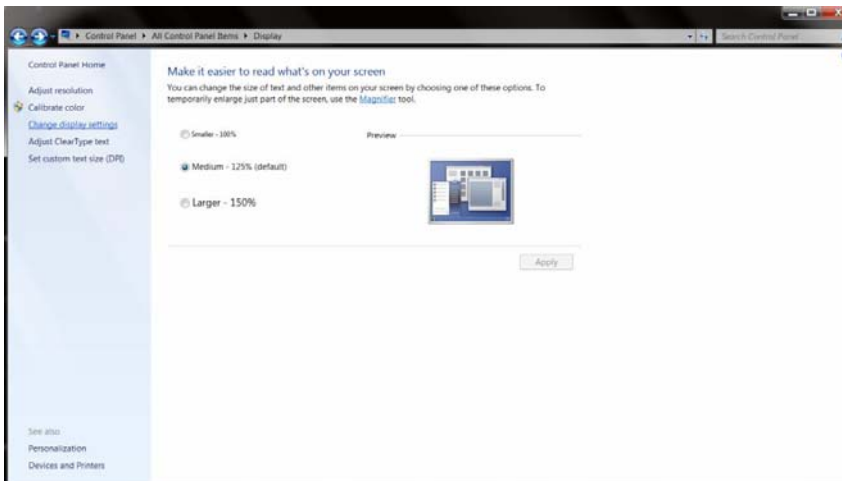 Control Panel All Control Panel Items Display
Search Control Panel
Control Panel Home
Adjust resolution
Calibrate color
Change display settings
Adjust ClearType text
Set custom text size (DPI)
See also
Personalization
Devices and Printers
Make it easier to read what's on your screen
You can change the size of text and other items on your screen by choosing one of these options. To
temporarily enlarge just part of the screen, use the Magnifier tool.
Smaller - 100%
Preview
Medium - 125% (default)
Larger - 150%
Apply